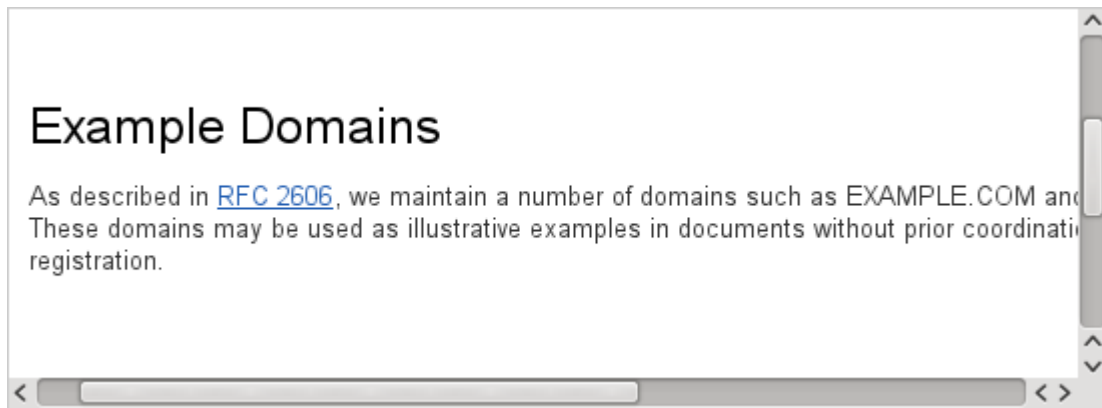 Example Domains
As described in RFC 2606, we maintain a number of domains such as EXAMPLE.COM and
These domains may be used as illustrative examples in documents without prior
registration.